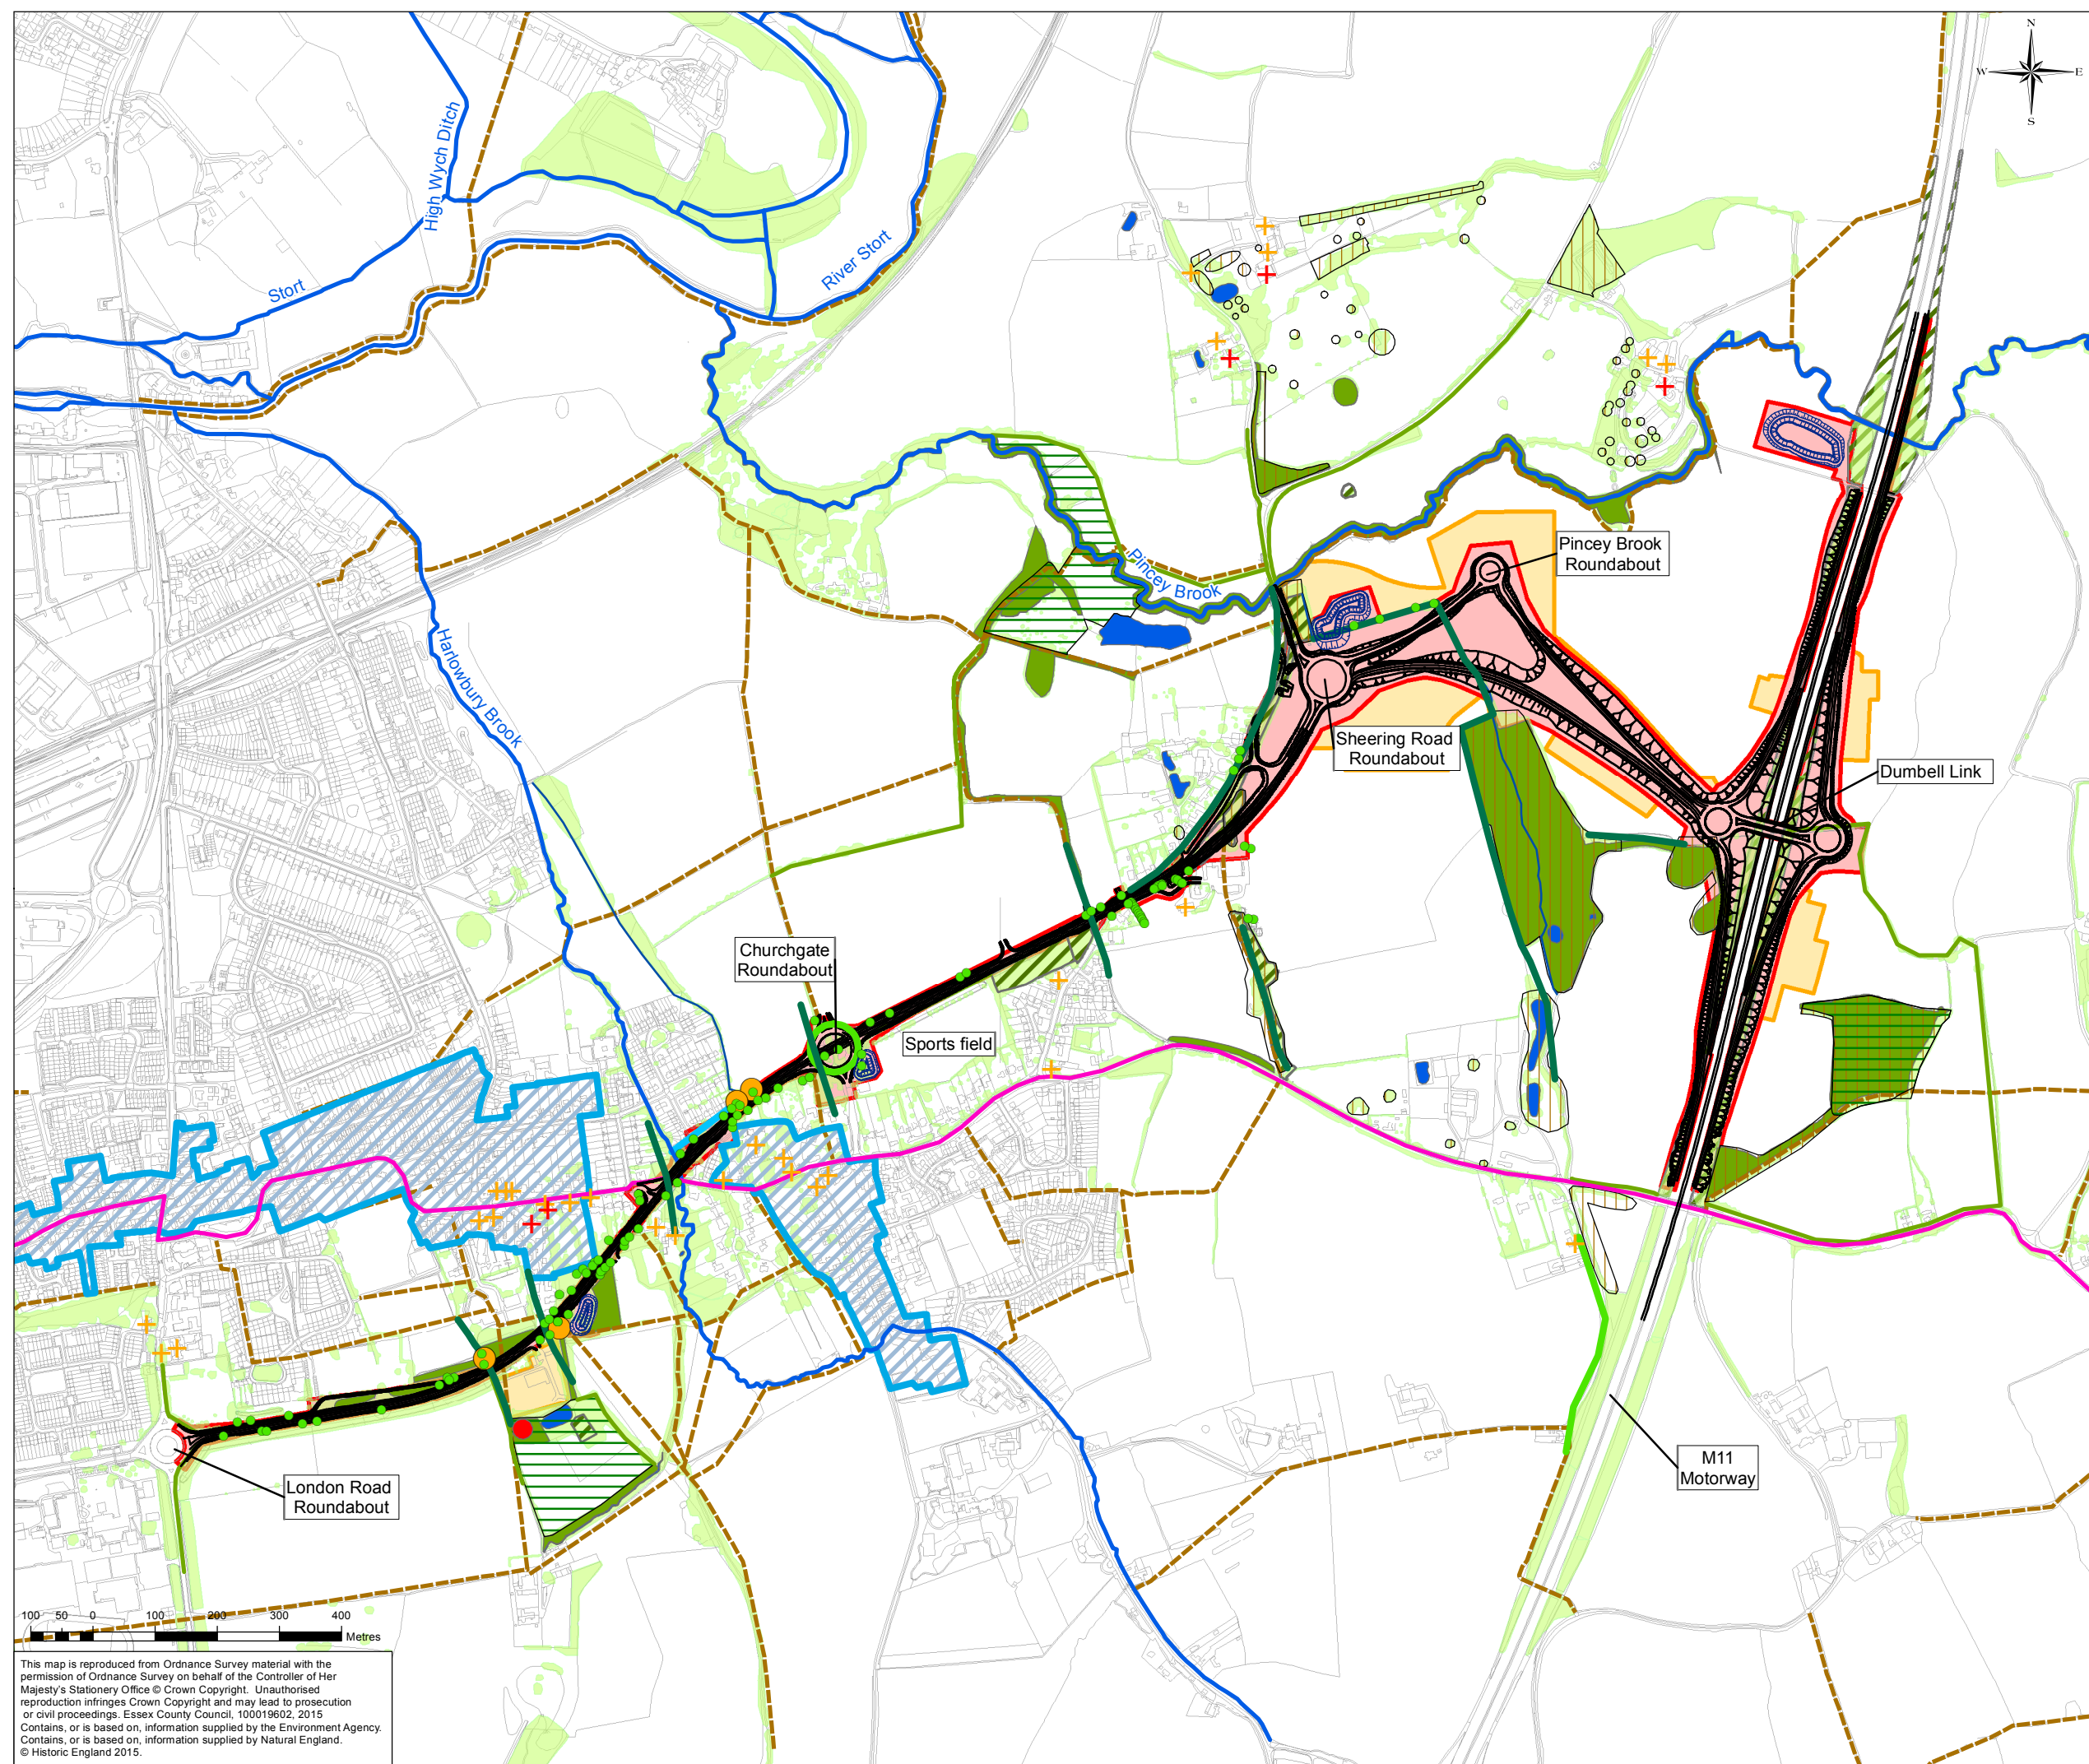 N
W
E
S
High Wych Ditch
Stort
River Stort
Pincey Brook
Roundabout
Pincey Brook
Harlowbury Brook
Sheering Road
Roundabout
Dumbell Link
Churchgate
Roundabout
Sports field
M11
Motorway
London Road
Roundabout
100 50 0 100 200 300 400
Metres
This map is reproduced from Ordnance Survey material with the
permission of Ordnance Survey on behalf of the Controller of Her
Majesty's Stationery Office © Crown Copyright. Unauthorised
reproduction infringes Crown Copyright and may lead to prosecution
or civil proceedings. Essex County Council, 100019602, 2015
Contains, or is based on, information supplied by the Environment Agency.
Contains, or is based on, information supplied by Natural England.
© Historic England 2015.